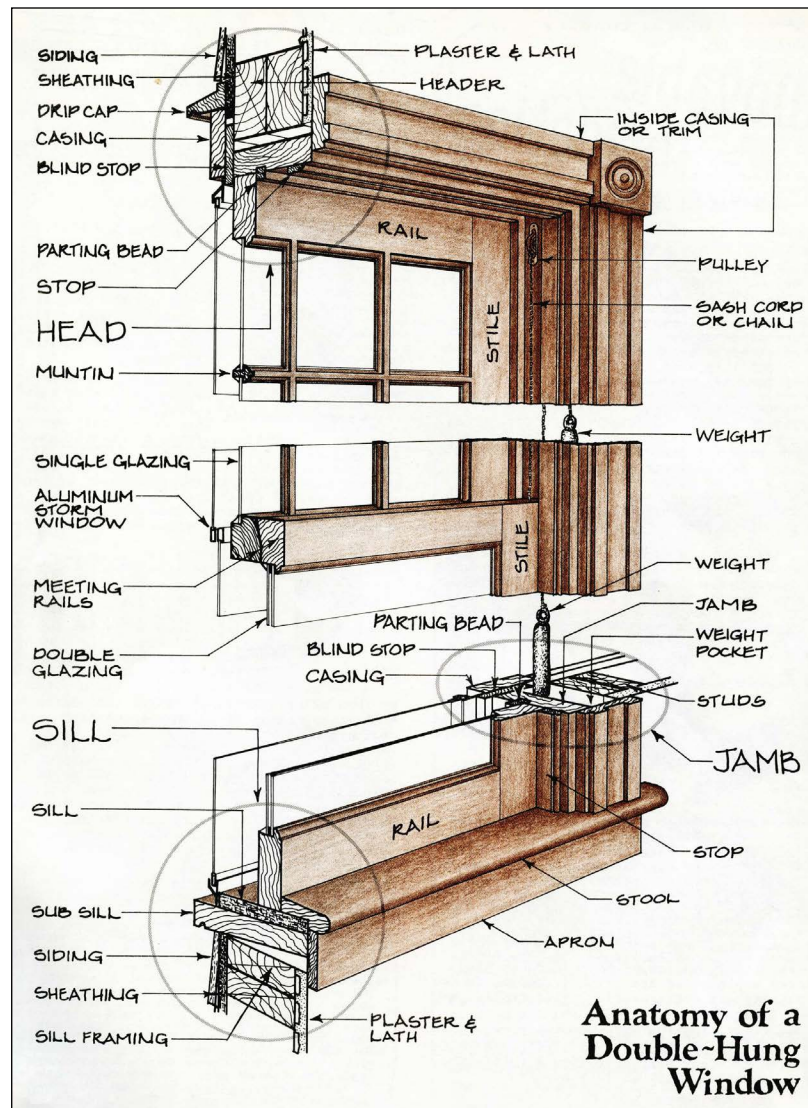 SIDING
PLASTER & LATH
SHEATHING
HEADER
DRIP CAP
CASING
INSIDE CASING
OR TRIM
BLIND STOP
RAIL
PARTING BEAD
PULLEY
STOP
SASH CORD
OR CHAIN
HEAD
STILE
MUNTIN
WEIGHT
SINGLE GLAZING
ALUMINUM
STORM
WINDOW
STILE
MEETING
RAILS
WEIGHT
JAMB
PARTING BEAD
WEIGHT
POCKET
DOUBLE
GLAZING
BLIND STOP
CASING
STUDS
SILL
JAMB
SILL
RAIL
STOP
STOOL
SUB SILL
APRON
SIDING
SHEATHING
SILL FRAMING
PLASTER &
LATH
Anatomy of a
Double~Hung
Window